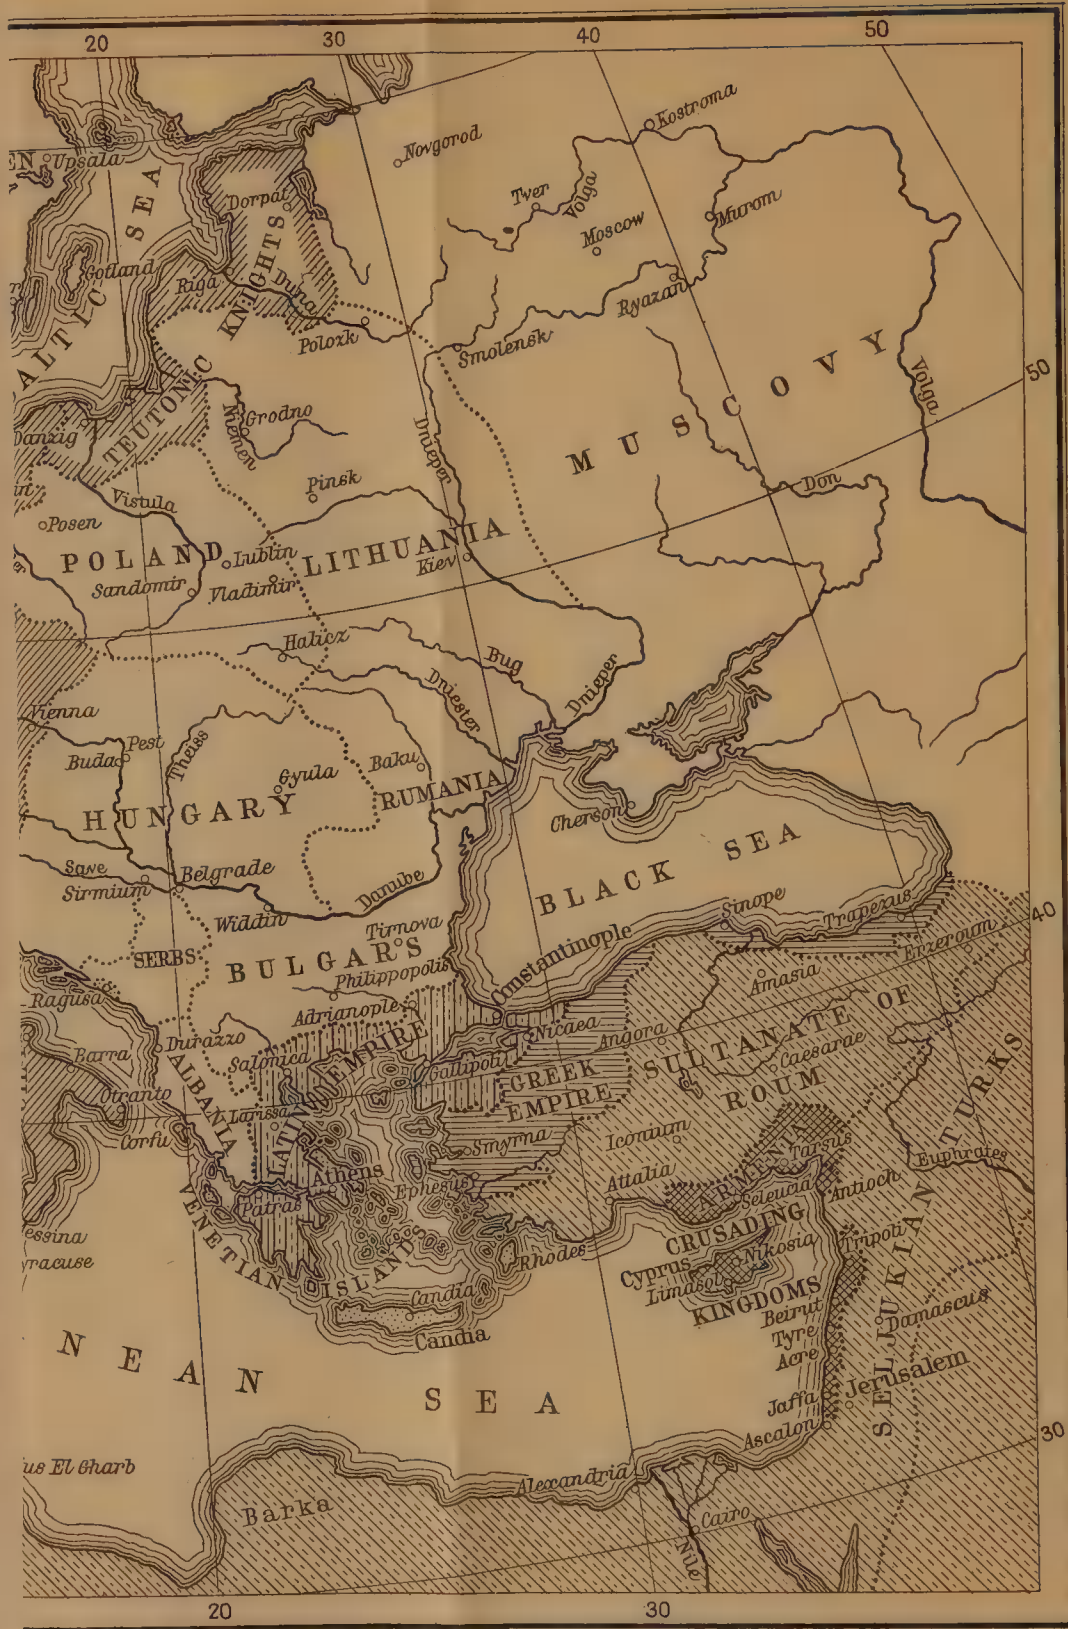 20 30 40 50
Kostroma
Novgorod
Upsala
Tver
Volga
Murom
Moscow
Dorpat
BALTIC SEA
Gotland
Riga
Duna
Ryazan
TEUTONIC KNIGHTS
Polozk
Smolensk
MUSCOVY
Volga
50
Danzig
Niemen
Grodno
Dnieper
Pinsk
Don
Vistula
Posen
POLAND
Lublin
LITHUANIA
Kiev
Sandomir
Vladimir
Halicz
Bug
Dniester
Dnieper
Vienna
Theiss
Pest
Buda
Baku
Gyula
RUMANIA
HUNGARY
Cherson
BLACK SEA
Save
Belgrade
Sirmium
Danube
Widdin
Sinope
Trapezus
40
Tirnova
Constantinople
Erzeroum
SERBS
BULGARS
Philippopolis
Amasia
Ragusa
Adrianople
Nicaea
Angora
SULTANATE OF ROUM
Durazzo
Barra
Salonica
LATIN EMPIRE
Gallipoli
GREEK EMPIRE
Caesarae
Otranto
ALBANIA
Larissa
Corfu
Smyrna
Iconium
Tarsus
Euphrates
SELJUKIAN TURKS
Athens
Ephesus
Attalia
ARMENIA
Seleucia
Antioch
Patras
VENETIAN ISLANDS
CRUSADING KINGDOMS
Nikosia
Tripoli
Cyprus
Limasol
Rhodes
essina
yracuse
Candia
Candia
Beirut
Tyre
Acre
Damascus
NEAN SEA
Jaffa
Jerusalem
Ascalon
30
us El Gharb
Alexandria
Barka
Cairo
Nile
20 30